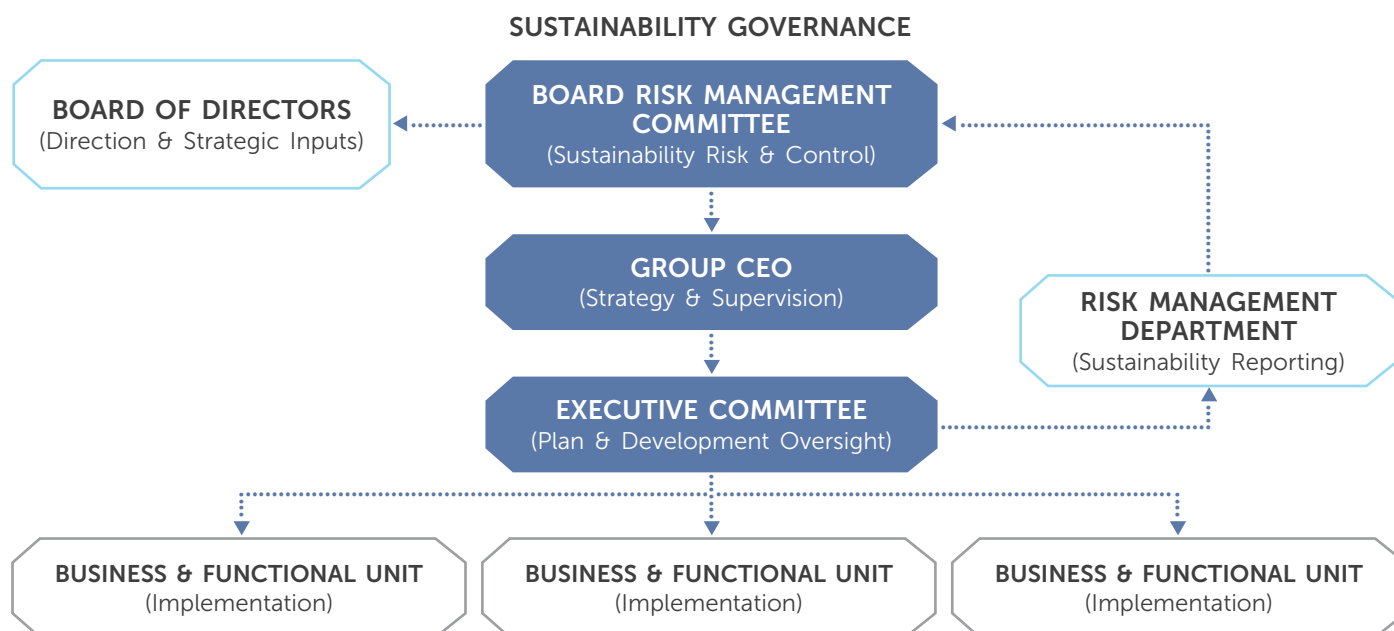 SUSTAINABILITY GOVERNANCE
BOARD OF DIRECTORS
(Direction & Strategic Inputs)
BOARD RISK MANAGEMENT
COMMITTEE
(Sustainability Risk & Control)
GROUP CEO
(Strategy & Supervision)
RISK MANAGEMENT
DEPARTMENT
(Sustainability Reporting)
EXECUTIVE COMMITTEE
(Plan & Development Oversight)
BUSINESS & FUNCTIONAL UNIT
(Implementation)
BUSINESS & FUNCTIONAL UNIT
(Implementation)
BUSINESS & FUNCTIONAL UNIT
(Implementation)